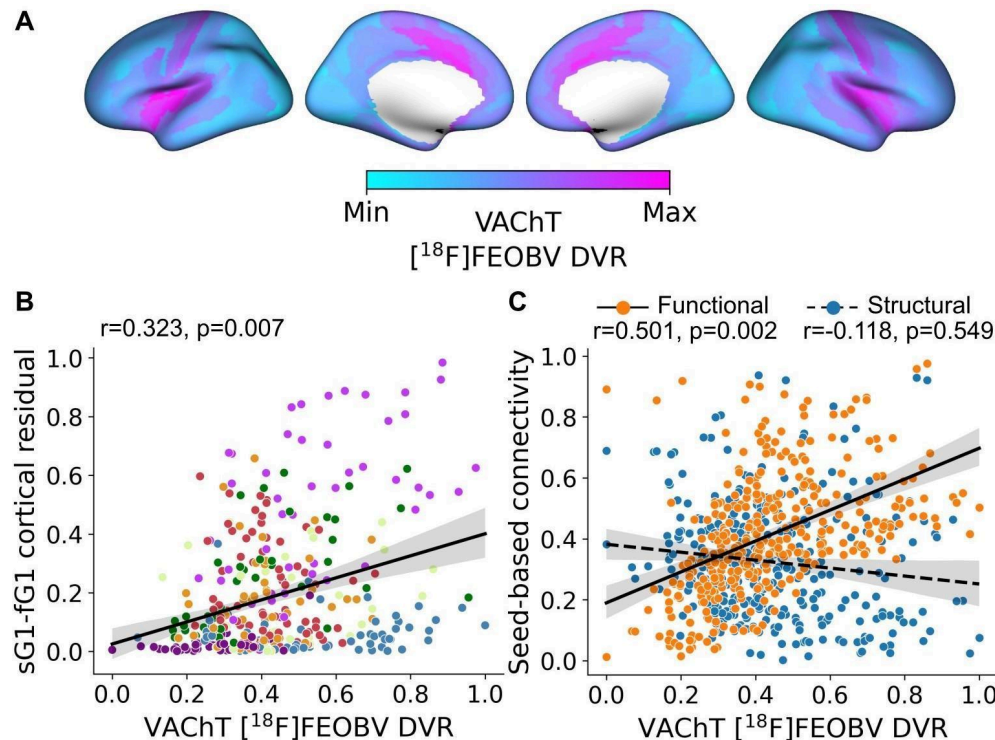 A
Min Max
VAChT
[¹⁸F]FEOBV DVR
B
r=0.323, p=0.007
sG1-fG1 cortical residual
1.0
0.8
0.6
0.4
0.2
0.0
0.0 0.2 0.4 0.6 0.8 1.0
VAChT [¹⁸F]FEOBV DVR
C
Functional Structural
r=0.501, p=0.002 r=-0.118, p=0.549
Seed-based connectivity
1.0
0.8
0.6
0.4
0.2
0.0
0.0 0.2 0.4 0.6 0.8 1.0
VAChT [¹⁸F]FEOBV DVR